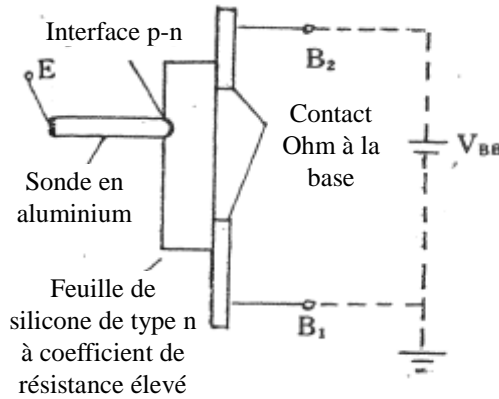 Interface p-n
E
B₂
Contact
Ohm à la
base
V_BB
Sonde en
aluminium
Feuille de
silicone de type n
à coefficient de
résistance élevé
B₁